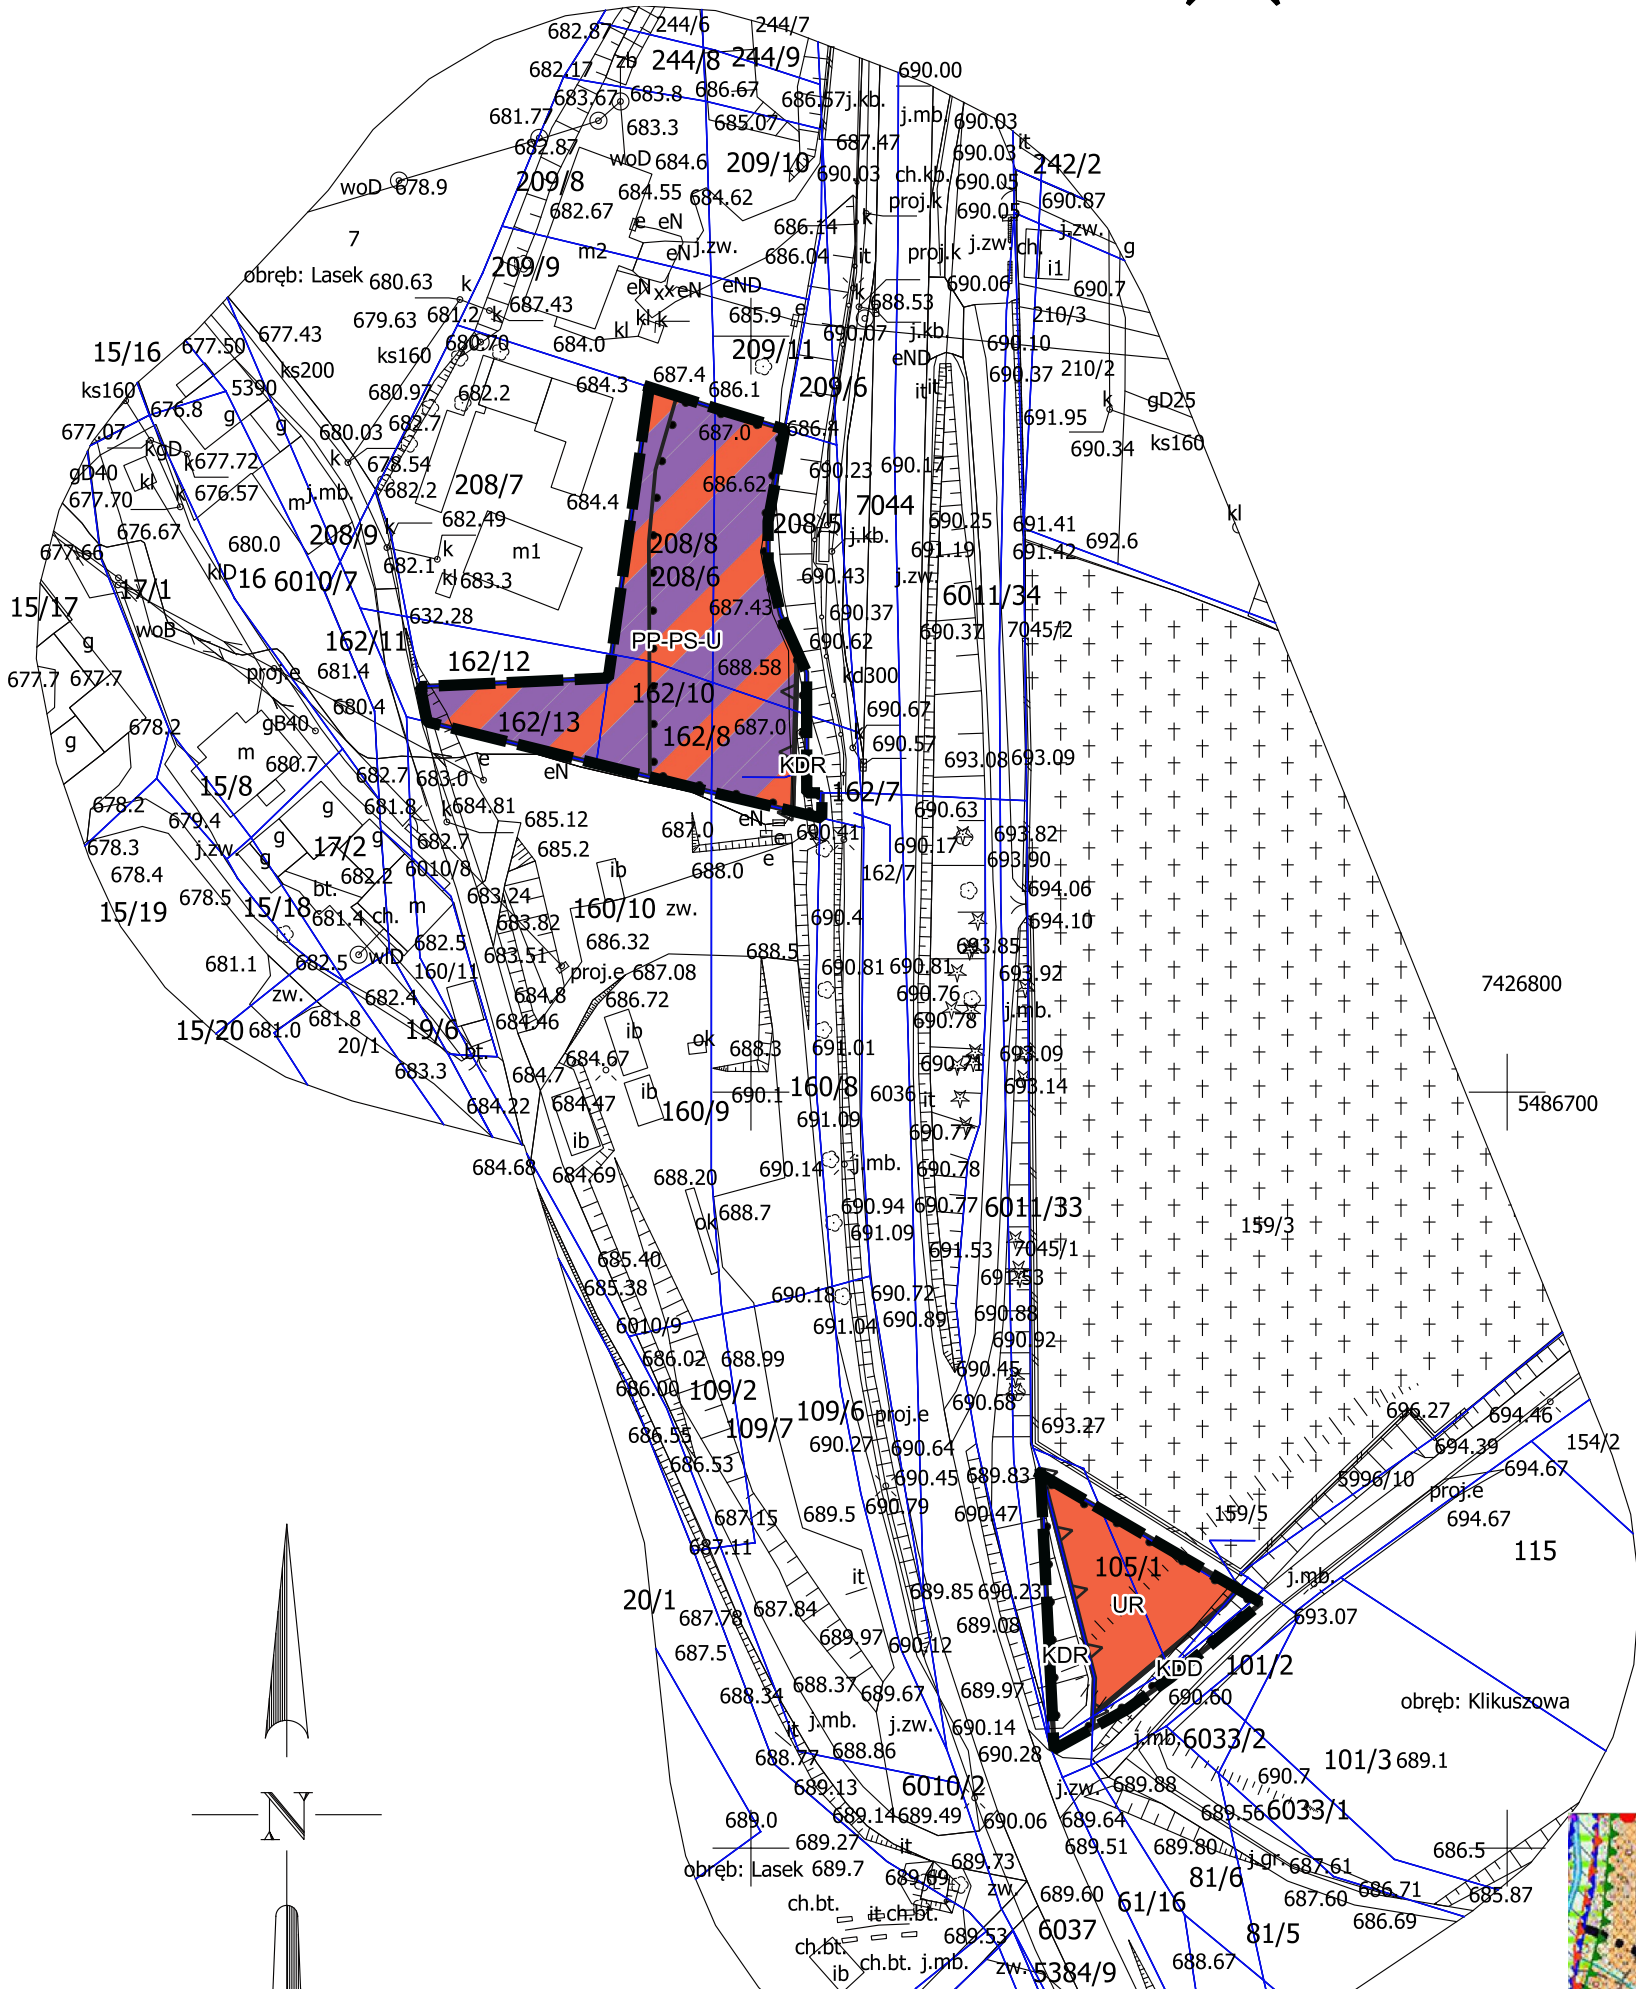 682.87 244/6 244/7
682.17 zb 244/8 244/9 690.00
683.67 683.8 686.67 686.57 j.kb.
681.77 683.3 685.07 687.47 j.mb. 690.03
682.87 woD 684.6 209/10 690.03 it 242/2
woD 678.9 209/8 684.55 684.62 690.03 ch.kb. 690.05 690.87
682.67 e eN 686.14 k proj.k 690.05 j.zw.
7 m2 eN j.zw. 686.04 it proj.k j.zw. ch. g
obręb: Lasek 680.63 k 209/9 eN xx eN eND 690.06 i1 690.7
679.63 681.2 k 687.43 kl k 685.9 e k 688.53 210/3
15/16 677.50 677.43 ks160 680.70 684.0 kl 209/11 690.07 j.kb. 690.10
ks160 5390 ks200 680.97 682.2 684.3 687.4 686.1 209/6 eND it it 690.37 210/2
677.07 676.8 g g 680.03 682.7 687.0 686.4 691.95 k gD25
kgD k 677.72 k 678.54 686.62 690.23 690.17 690.34 ks160
gD40 kl k 676.57 m j.mb. 682.2 208/7 684.4 7044
677.70 676.67 208/9 k 682.49 m1 208/8 208/5 j.kb. 690.25 691.41 kl
677.66 680.0 682.1 k 208/6 691.19 691.42 692.6
17/1 klD 16 6010/7 kl 683.3 687.43 690.43 j.zw. 6011/34
15/17 woB 632.28 690.37 690.37 7045/2
g 162/11 162/12 PP-PS-U 690.62
677.7 677.7 proj.e 681.4 162/10 688.58 kd300
g 678.2 gB40 680.4 162/13 162/8 687.0 k 690.67
m 680.7 682.7 683.0 e eN KDR 690.57 693.08 693.09
678.2 15/8 g 681.8 k 684.81 162/7 690.63
679.4 g 17/2 g 682.7 685.12 687.0 eN e 690.41 690.17 693.82
678.3 j.zw. g 682.2 6010/8 685.2 ib 688.0 e 162/7 693.90
678.4 678.5 bt. 683.24 160/10 zw. 694.06
15/19 15/18 681.4 ch. m 683.82 686.32 690.4 694.10
681.1 682.5 wlD 682.5 683.51 proj.e 687.08 688.5 690.81 690.81 693.85 693.92
zw. 682.4 160/11 684.8 686.72 690.76 j.mb. 7426800
15/20 681.0 681.8 19/6 684.46 ib ok 688.3 691.01 690.78
20/1 683.3 bt. 684.7 684.67 690.71 693.09 693.14
684.22 684.47 ib 160/9 690.1 160/8 6036 it 5486700
ib 691.09 690.77
684.68 684.69 688.20 690.14 j.mb. 690.78
ok 688.7 690.94 690.77 6011/33 159/3
685.40 691.09 691.53 7045/1
685.38 690.18 690.72
6010/9 691.04 690.89 690.88
686.02 688.99 690.92
686.00 109/2 690.45
109/7 109/6 proj.e 690.68 696.27 694.46
686.55 690.27 690.64 693.27 694.39 154/2
686.53 690.45 689.83 5996/10 694.67
687.15 689.5 690.79 690.47 159/5 proj.e 694.67
687.11 115
it 105/1 j.mb.
20/1 687.78 687.84 689.85 690.23 UR 693.07
687.5 689.97 690.12 689.08 KDR KDD 101/2
688.34 688.37 689.67 689.97 690.60 obręb: Klikuszowa
it j.mb. j.zw. 690.14 j.mb. 6033/2
688.77 688.86 690.28 101/3 689.1
689.13 6010/2 j.zw. 689.88 690.7
689.0 689.14 689.49 690.06 689.64 689.56 6033/1
689.27 it 689.51 689.80 686.5
obręb: Lasek 689.7 689.73 j.gr. 687.61
689.69 zw. 689.60 81/6 687.60 686.71 685.87
ch.bt. it ch.bt. 61/16 686.69
ch.bt. 689.53 6037 81/5
ib ch.bt. j.mb. zw. 5384/9 688.67
N